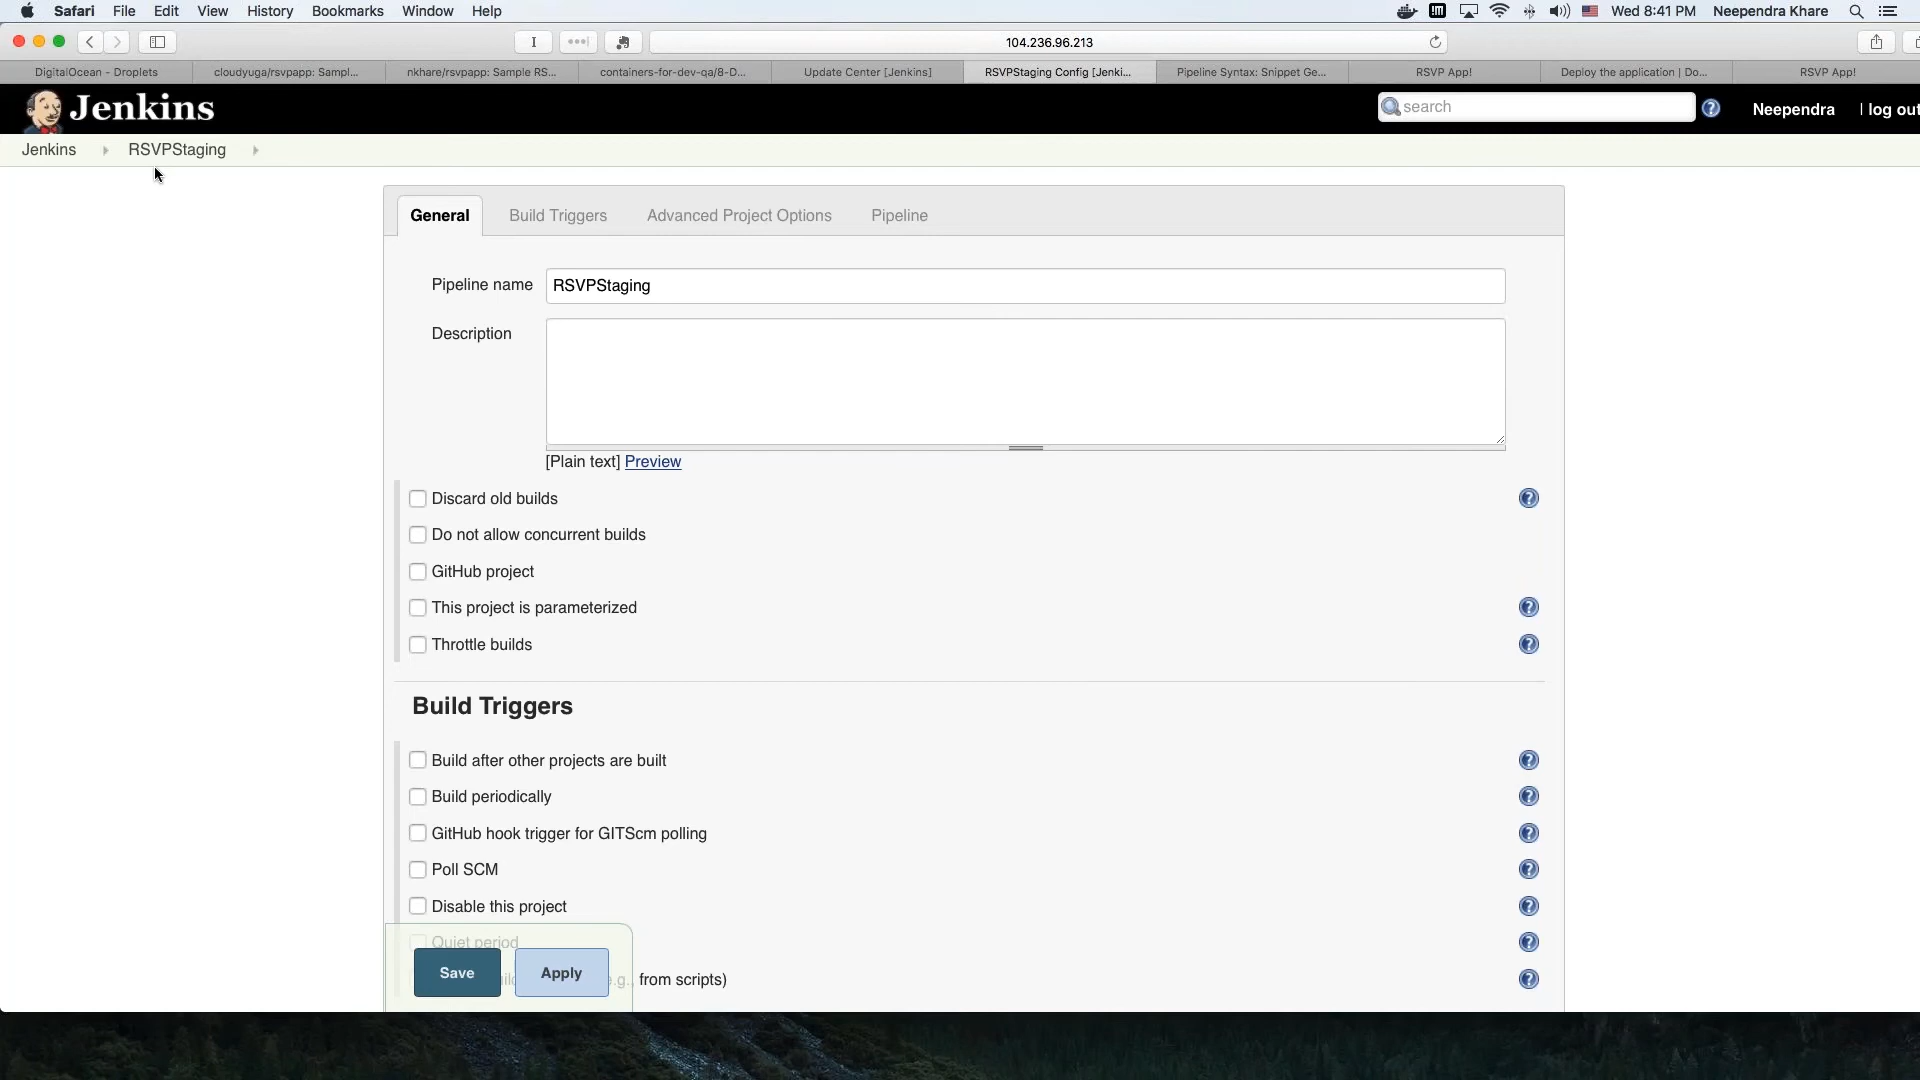 Safari File Edit View History Bookmarks Window Help Wed 8:41 PM Neependra Khare
104.236.96.213
DigitalOcean - Droplets cloudyuga/rsvpapp: Sampl... nkhare/rsvpapp: Sample RS... containers-for-dev-qa/8-D... Update Center [Jenkins] RSVPStaging Config [Jenki... Pipeline Syntax: Snippet Ge... RSVP App! Deploy the application | Do... RSVP App!
Jenkins search Neependra | log out
Jenkins RSVPStaging
General Build Triggers Advanced Project Options Pipeline
Pipeline name RSVPStaging
Description
[Plain text] Preview
Discard old builds
Do not allow concurrent builds
GitHub project
This project is parameterized
Throttle builds
Build Triggers
Build after other projects are built
Build periodically
GitHub hook trigger for GITScm polling
Poll SCM
Disable this project
Quiet period
Save Apply from scripts)